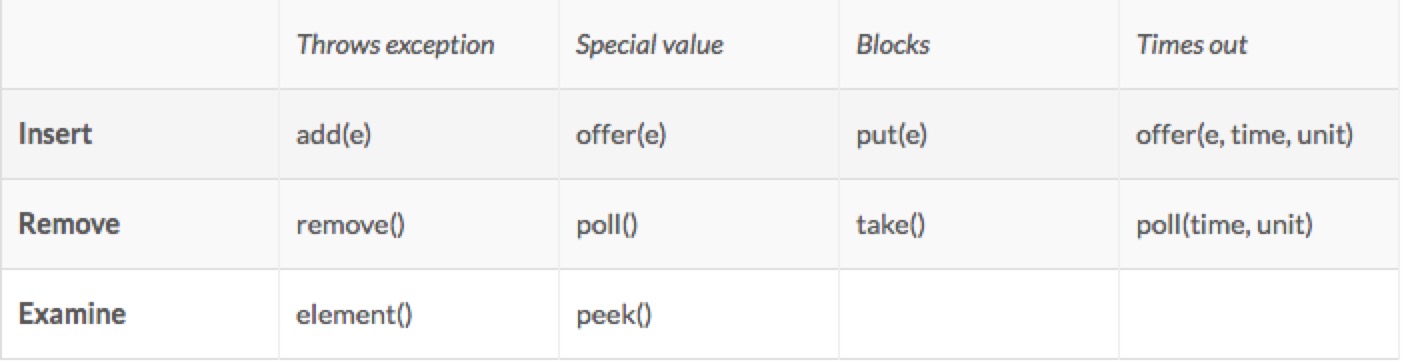 Throws exception Special value Blocks Times out
Insert add(e) offer(e) put(e) offer(e, time, unit)
Remove remove() poll() take() poll(time, unit)
Examine element() peek()